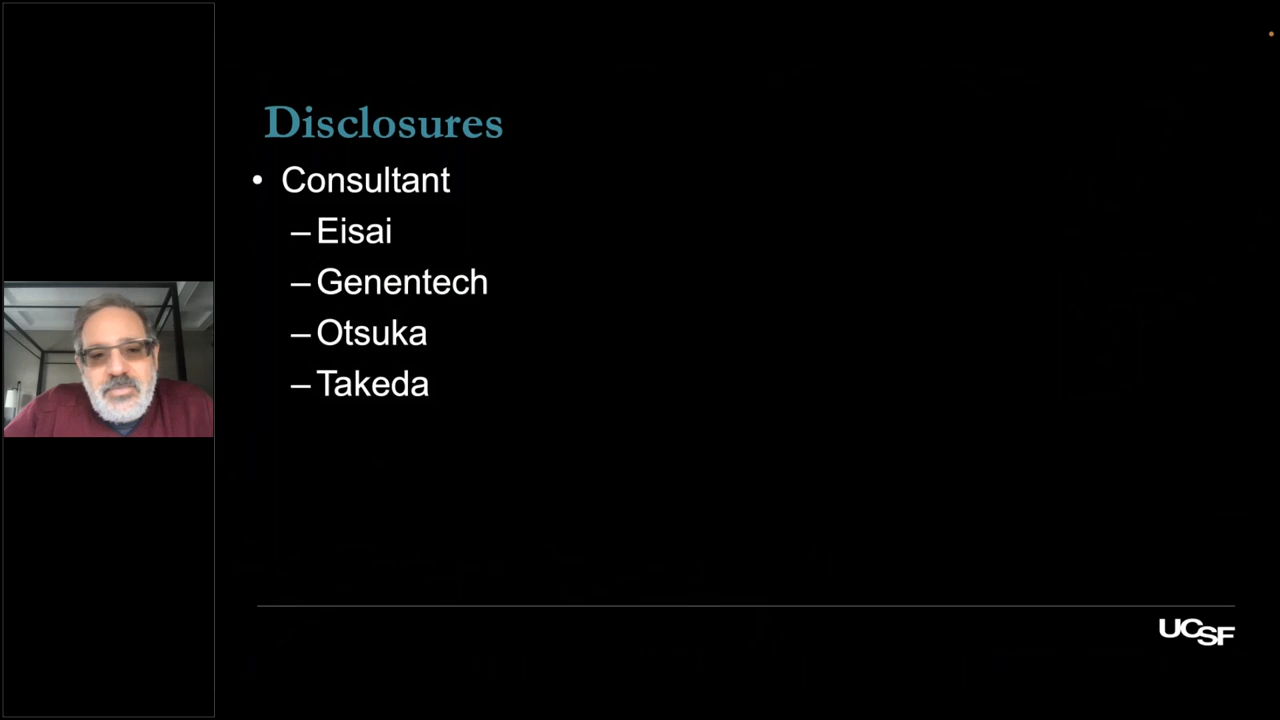 Disclosures
• Consultant
– Eisai
– Genentech
– Otsuka
– Takeda
UCSF